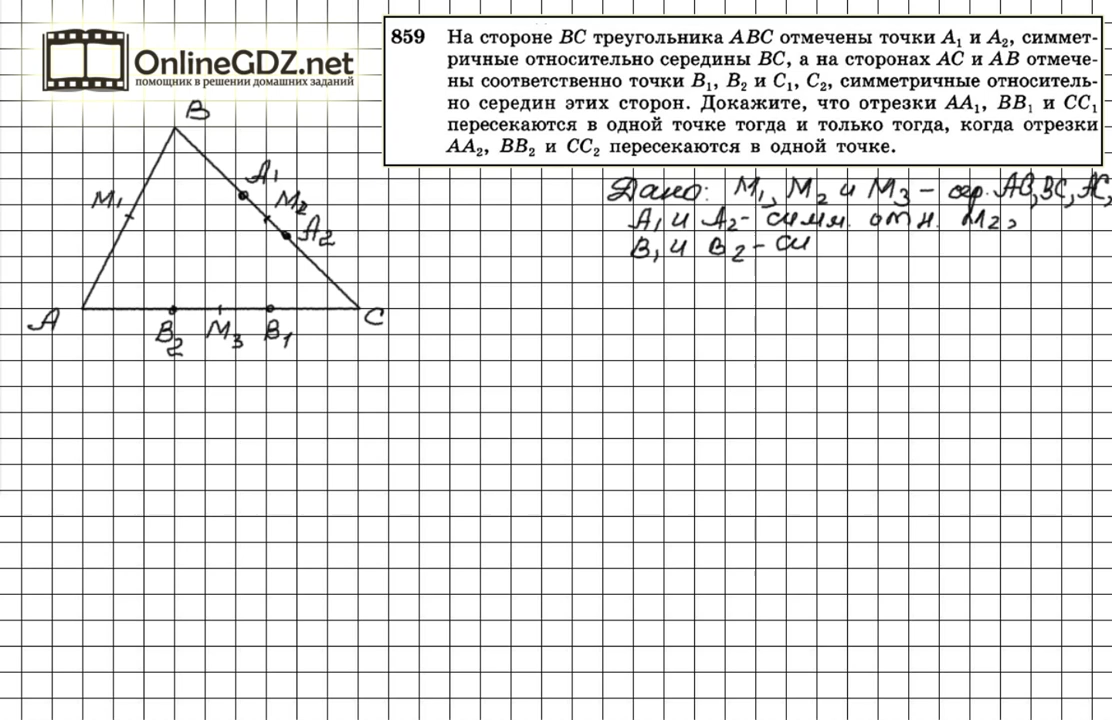 OnlineGDZ.net
помощник в решении домашних заданий
859 На стороне BC треугольника ABC отмечены точки A₁ и A₂, симмет-
ричные относительно середины BC, а на сторонах AC и AB отмече-
ны соответственно точки B₁, B₂ и C₁, C₂, симметричные относитель-
но середин этих сторон. Докажите, что отрезки AA₁, BB₁ и CC₁
пересекаются в одной точке тогда и только тогда, когда отрезки
AA₂, BB₂ и CC₂ пересекаются в одной точке.
Дано: M₁, M₂ и M₃ – сер. AB, BC, AC,
A₁ и A₂ – симм. отн. M₂,
B₁ и B₂ – си
B
A₁
M₁
M₂
A₂
A
B₂
M₃
B₁
C